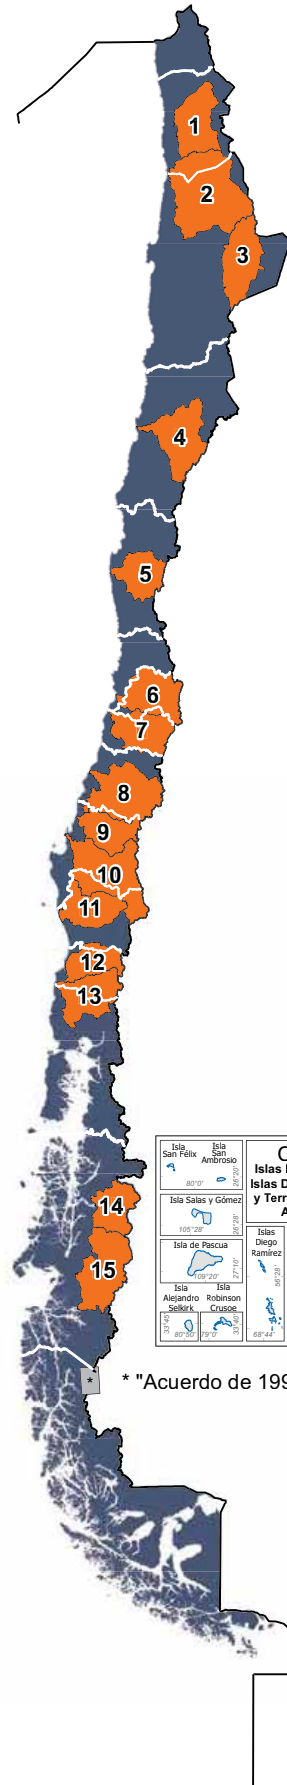 1
2
3
4
5
6
7
8
9
10
11
12
13
14
15
Isla
San Félix
Isla
San
Ambrosio
80°0'
26°20'
Isla Salas y Gómez
105°28'
26°28'
Isla de Pascua
109°20'
27°10'
Isla
Alejandro
Selkirk
Isla
Robinson
Crusoe
33°45'
80°50'
79°0'
33°40'
Islas
Diego
Ramírez
56°28'
68°44'
Islas D
y Terr
* "Acuerdo de 199
*